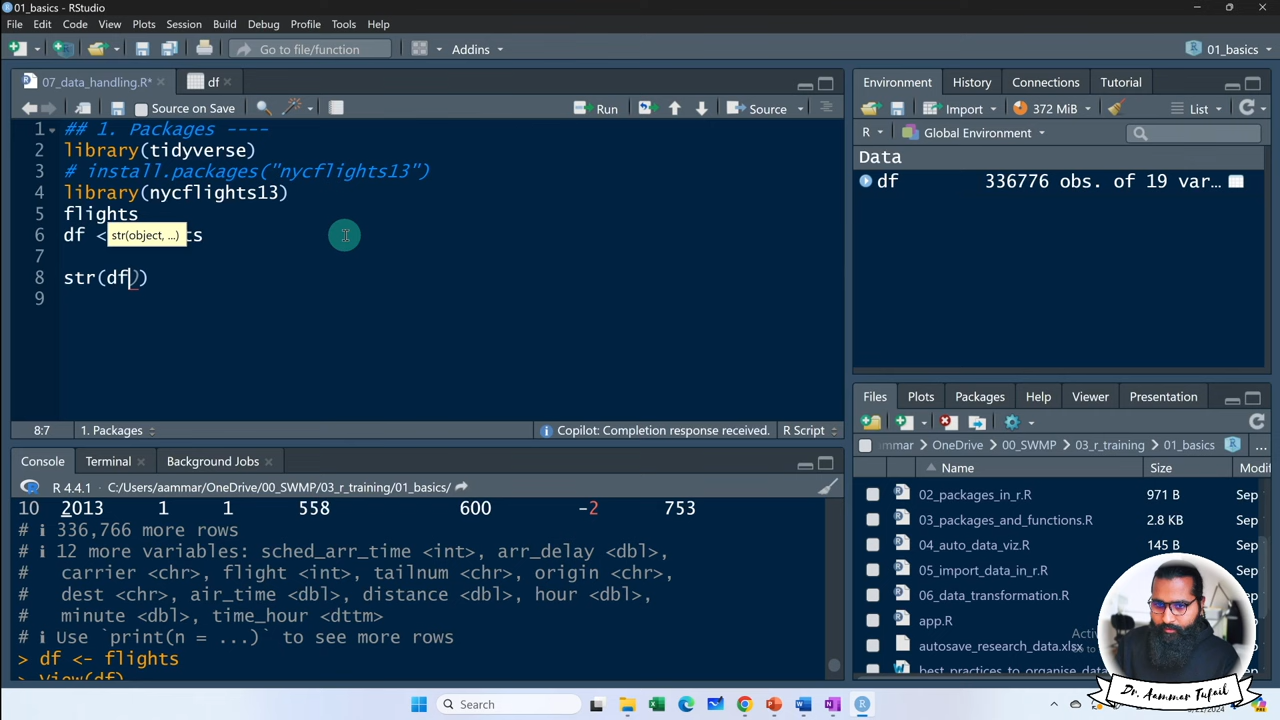 01_basics - RStudio
File Edit Code View Plots Session Build Debug Profile Tools Help
Go to file/function Addins 01_basics
07_data_handling.R* df
Source on Save Run Source
1 ## 1. Packages ----
2 library(tidyverse)
3 # install.packages("nycflights13")
4 library(nycflights13)
5 flights
6 df < ts
str(object, ...)
7
8 str(df))
9
8:7 1. Packages Copilot: Completion response received. R Script
Console Terminal Background Jobs
R 4.4.1 · C:/Users/aammar/OneDrive/00_SWMP/03_r_training/01_basics/
10 2013 1 1 558 600 -2 753
# ℹ 336,766 more rows
# ℹ 12 more variables: sched_arr_time <int>, arr_delay <dbl>,
# carrier <chr>, flight <int>, tailnum <chr>, origin <chr>,
# dest <chr>, air_time <dbl>, distance <dbl>, hour <dbl>,
# minute <dbl>, time_hour <dttm>
# ℹ Use `print(n = ...)` to see more rows
> df <- flights
> View(df)
Environment History Connections Tutorial
Import 372 MiB List
R Global Environment
Data
df 336776 obs. of 19 var…
Files Plots Packages Help Viewer Presentation
ammar OneDrive 00_SWMP 03_r_training 01_basics ...
Name Size Modif
02_packages_in_r.R 971 B Sep
03_packages_and_functions.R 2.8 KB Sep
04_auto_data_viz.R 145 B Sep
05_import_data_in_r.R Sep
06_data_transformation.R Sep
app.R
autosave_research_data.xlsx
best_practices_to_organise_dat
Dr. Aammar Tufail
Search